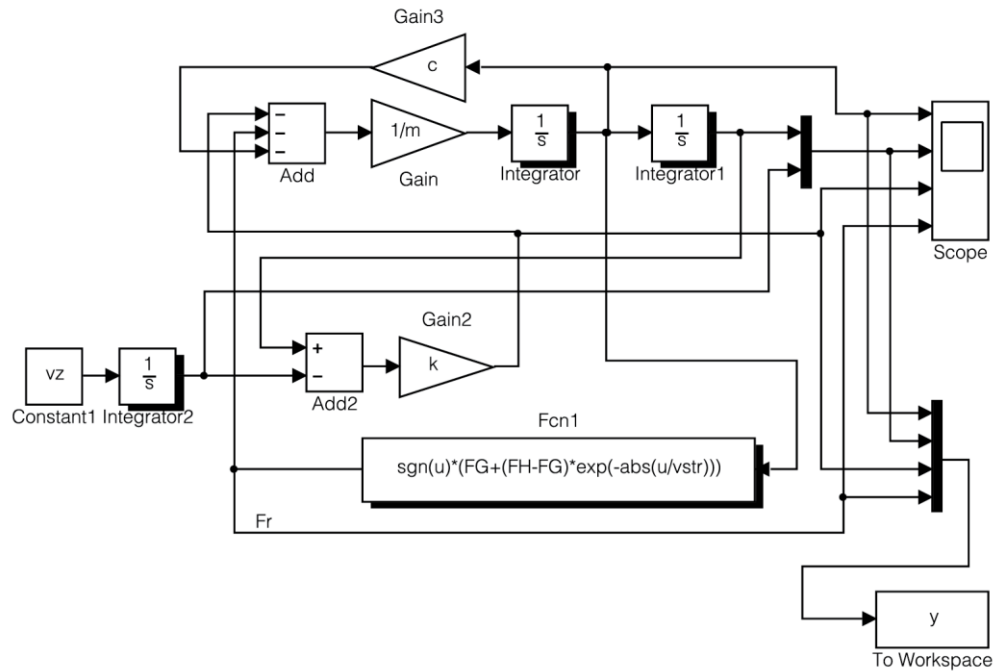 Gain3
c
−
−
−
Add
1/m
Gain
1
s
Integrator
1
s
Integrator1
Scope
Gain2
k
+
−
Add2
vz
Constant1
1
s
Integrator2
Fcn1
sgn(u)*(FG+(FH-FG)*exp(-abs(u/vstr)))
Fr
y
To Workspace